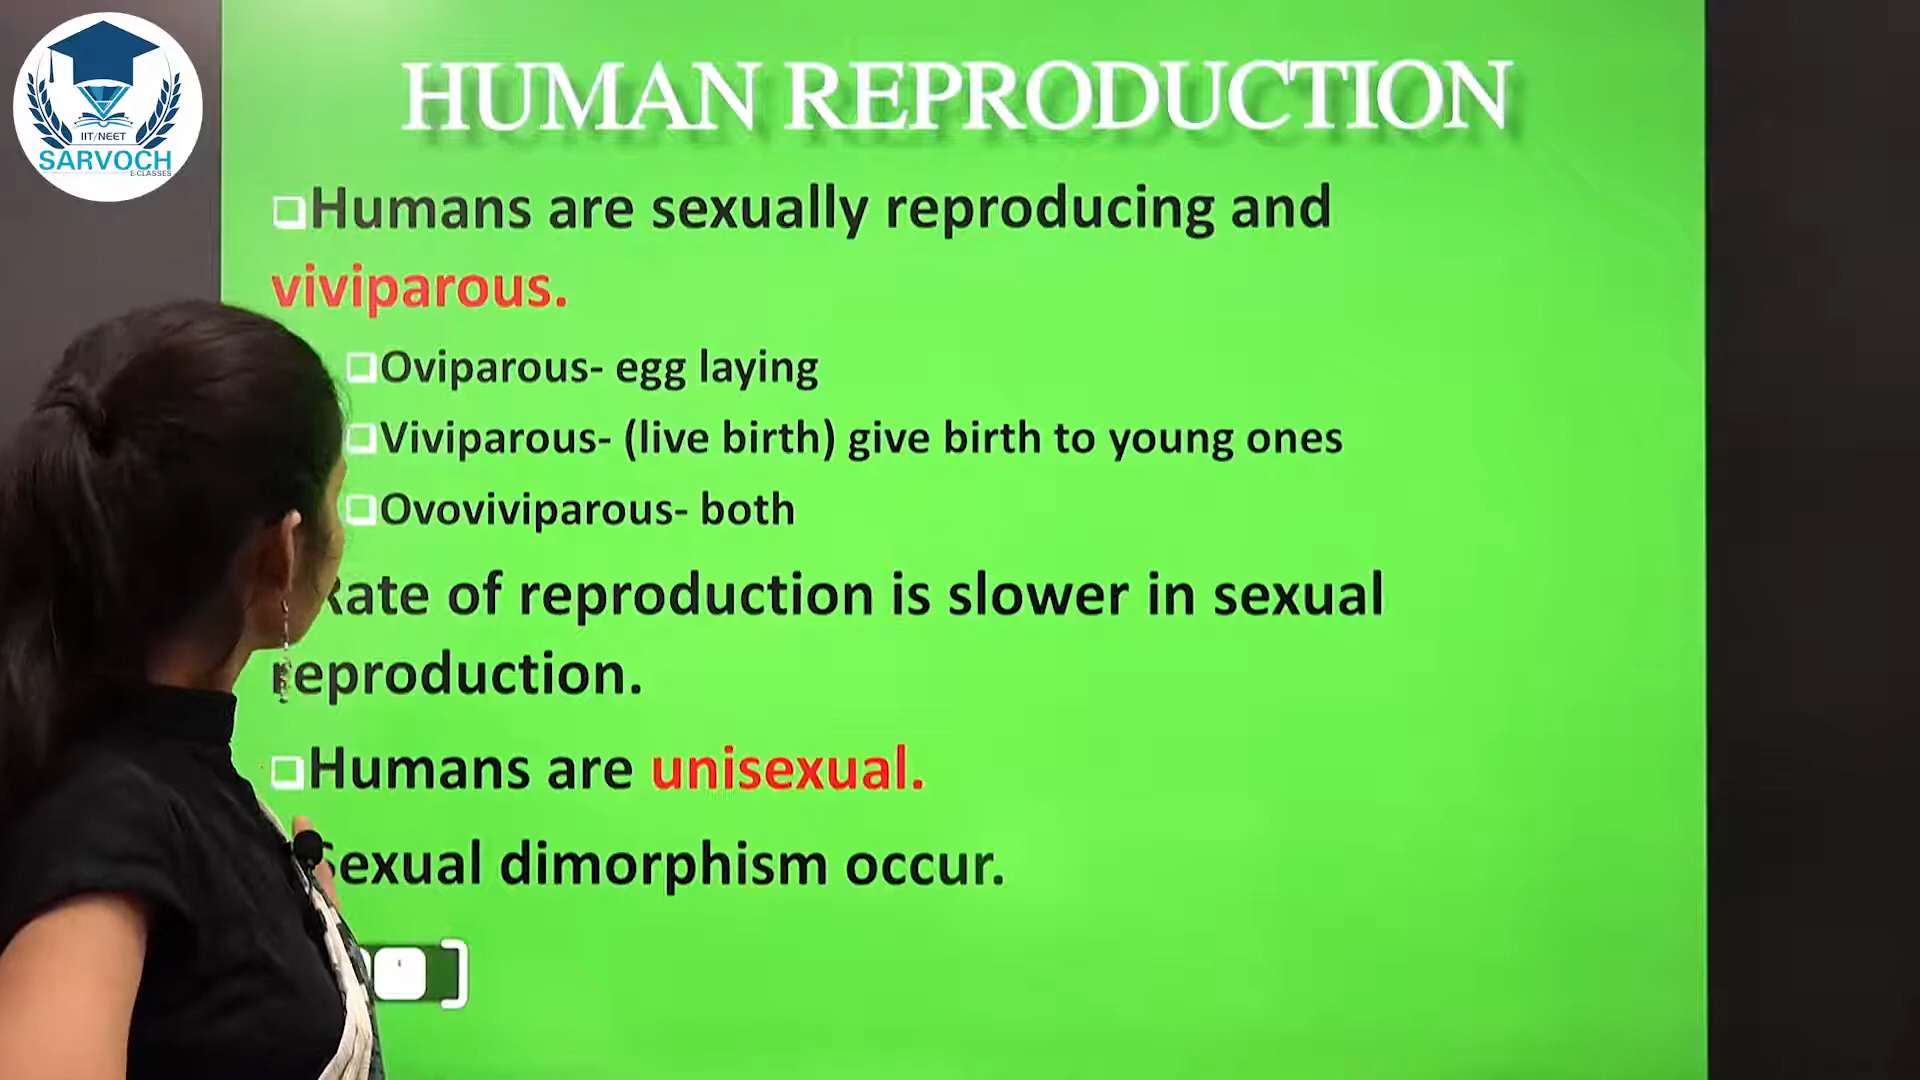 IIT/NEET
SARVOCH
E-CLASSES
HUMAN REPRODUCTION
Humans are sexually reproducing and
viviparous.
Oviparous- egg laying
Viviparous- (live birth) give birth to young ones
Ovoviviparous- both
Rate of reproduction is slower in sexual
reproduction.
Humans are unisexual.
Sexual dimorphism occur.